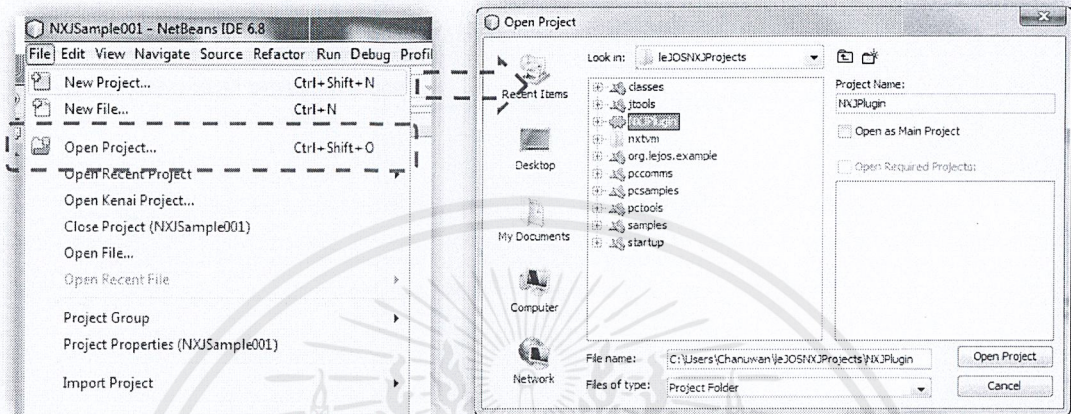 NXJSample001 - NetBeans IDE 6.8
File Edit View Navigate Source Refactor Run Debug Profil
New Project... Ctrl+Shift+N
New File... Ctrl+N
Open Project... Ctrl+Shift+O
Open Recent Project
Open Kenai Project...
Close Project (NXJSample001)
Open File...
Open Recent File
Project Group
Project Properties (NXJSample001)
Import Project
Open Project
Look in: leJOSNXJProjects
Recent Items
Desktop
My Documents
Computer
Network
classes
jtools
NXJPlugin
nxtvm
org.lejos.example
pccomms
pcsamples
pctools
samples
startup
Project Name:
NXJPlugin
Open as Main Project
Open Required Projects:
File name: C:\Users\Chanuwan\leJOSNXJProjects\NXJPlugin
Open Project
Files of type: Project Folder
Cancel